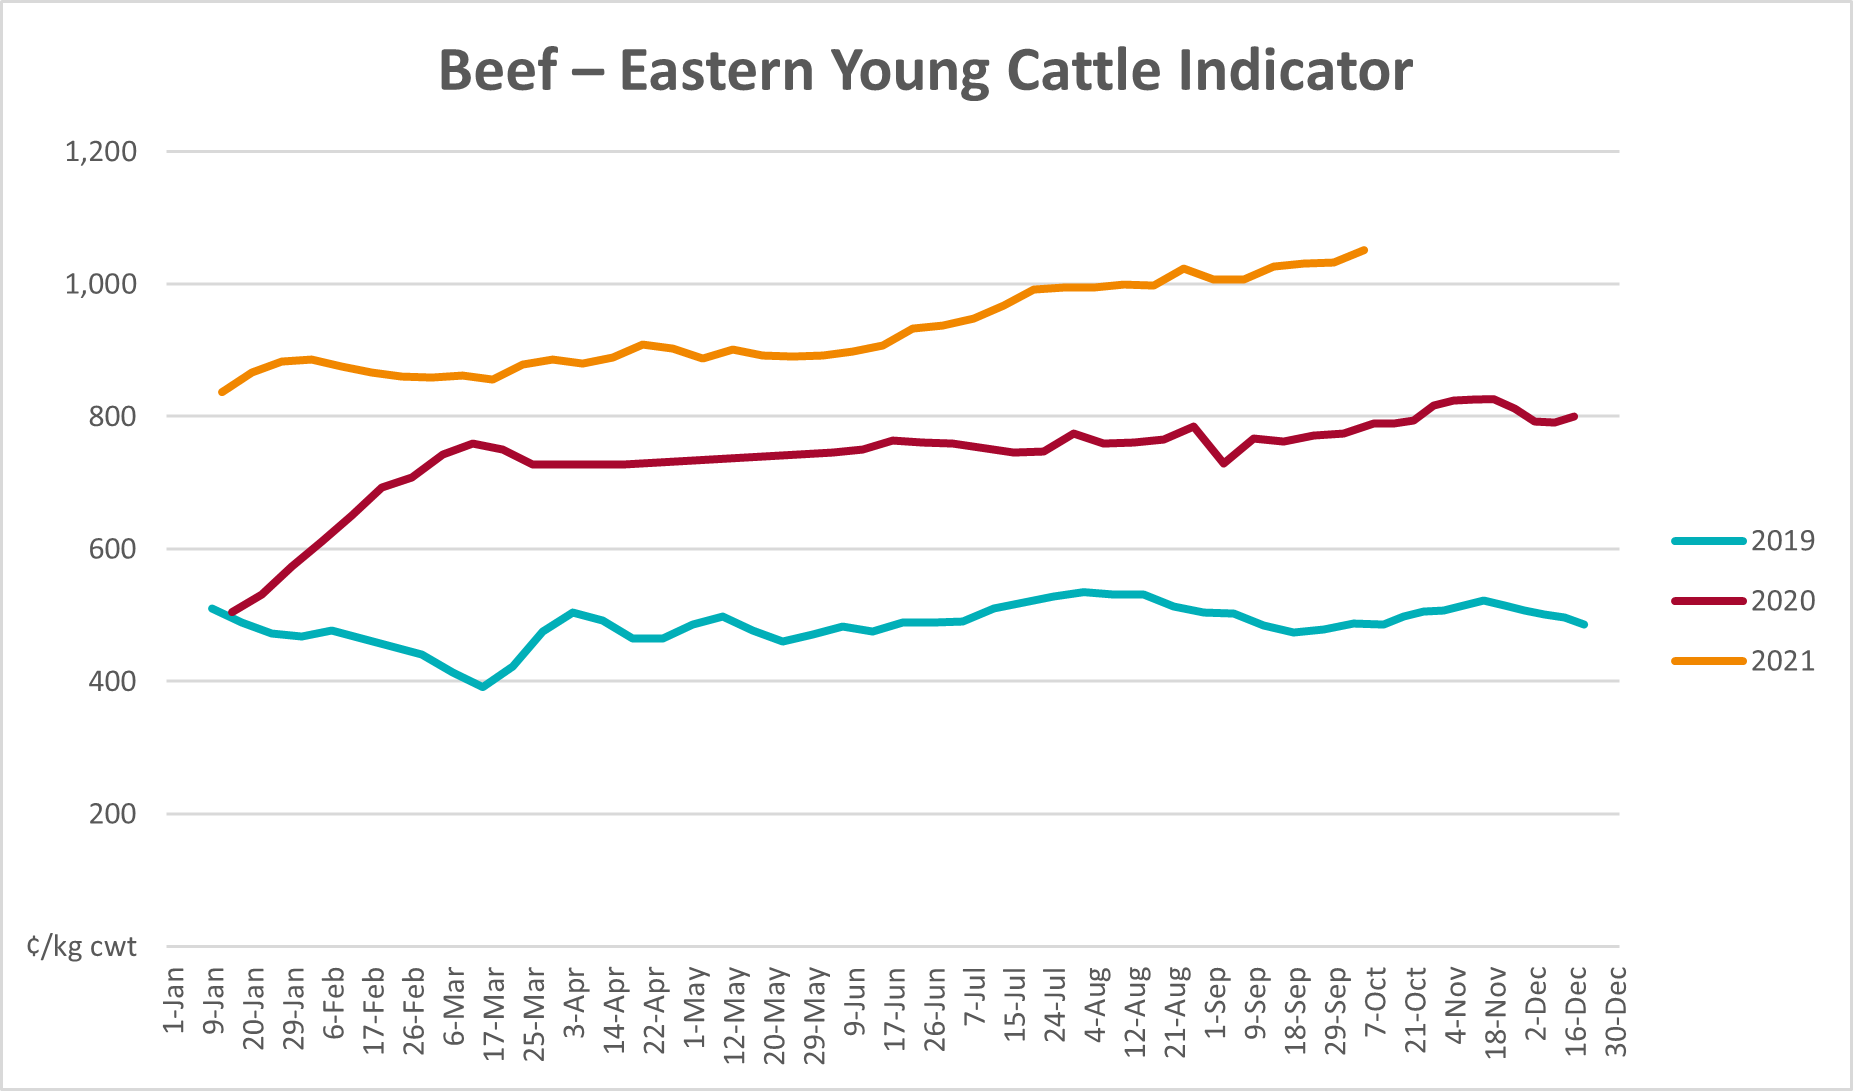 Beef – Eastern Young Cattle Indicator
1,200
1,000
800
600
400
200
¢/kg cwt
1-Jan
9-Jan
20-Jan
29-Jan
6-Feb
17-Feb
26-Feb
6-Mar
17-Mar
25-Mar
3-Apr
14-Apr
22-Apr
1-May
12-May
20-May
29-May
9-Jun
17-Jun
26-Jun
7-Jul
15-Jul
24-Jul
4-Aug
12-Aug
21-Aug
1-Sep
9-Sep
18-Sep
29-Sep
7-Oct
21-Oct
4-Nov
18-Nov
2-Dec
16-Dec
30-Dec
2019
2020
2021